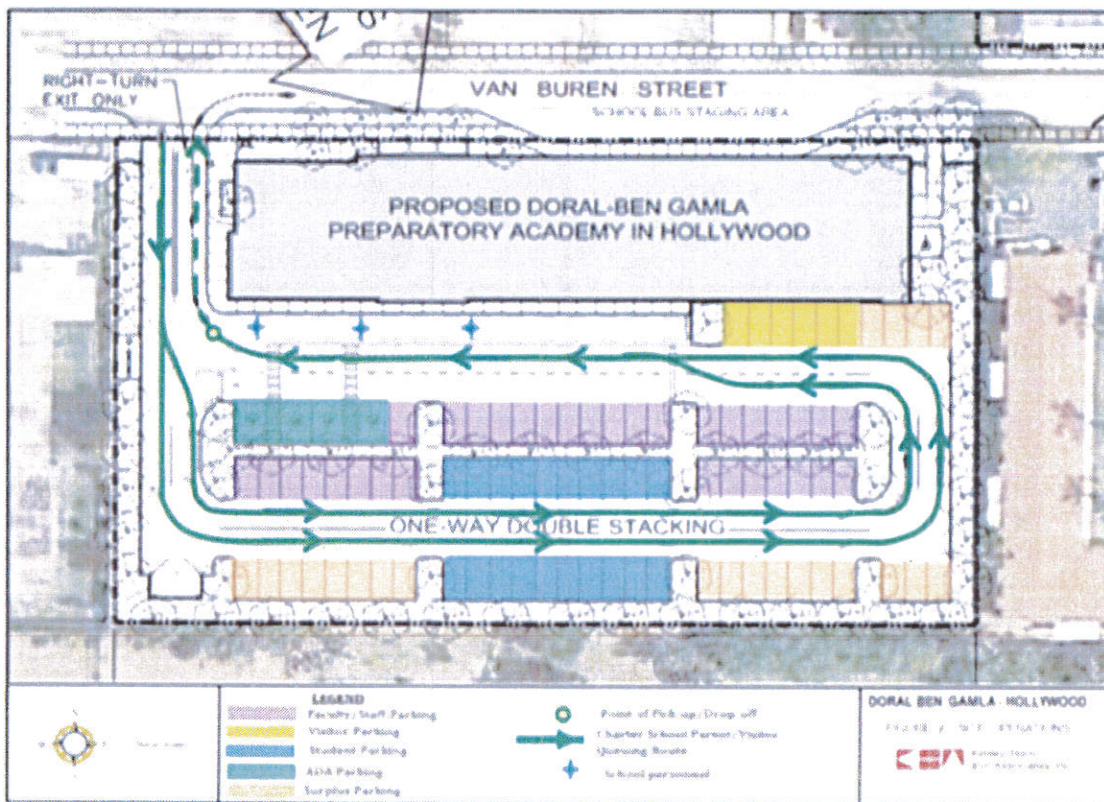 RIGHT-TURN
EXIT ONLY
VAN BUREN STREET
SCHOOL BUS STAGING AREA
PROPOSED DORAL-BEN GAMLA
PREPARATORY ACADEMY IN HOLLYWOOD
ONE-WAY DOUBLE STACKING
LEGEND
Faculty/Staff Parking
Visitor Parking
Student Parking
ADA Parking
Surplus Parking
Point of Pick up/Drop off
Charter School Parent/Visitor
Queuing Route
School personnel
DORAL BEN GAMLA - HOLLYWOOD